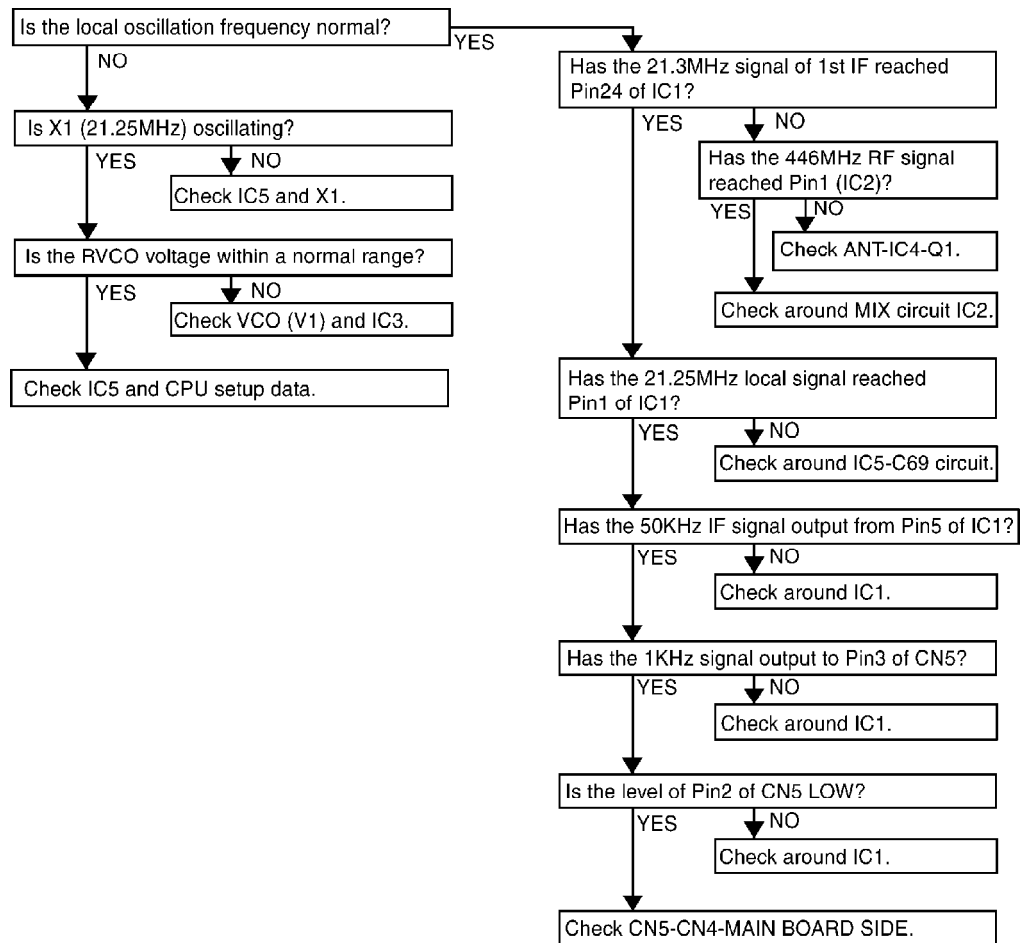 Is the local oscillation frequency normal?
YES
NO
Is X1 (21.25MHz) oscillating?
YES
NO
Check IC5 and X1.
Is the RVCO voltage within a normal range?
YES
NO
Check VCO (V1) and IC3.
Check IC5 and CPU setup data.
Has the 21.3MHz signal of 1st IF reached
Pin24 of IC1?
YES
NO
Has the 446MHz RF signal
reached Pin1 (IC2)?
YES
NO
Check ANT-IC4-Q1.
Check around MIX circuit IC2.
Has the 21.25MHz local signal reached
Pin1 of IC1?
YES
NO
Check around IC5-C69 circuit.
Has the 50KHz IF signal output from Pin5 of IC1?
YES
NO
Check around IC1.
Has the 1KHz signal output to Pin3 of CN5?
YES
NO
Check around IC1.
Is the level of Pin2 of CN5 LOW?
YES
NO
Check around IC1.
Check CN5-CN4-MAIN BOARD SIDE.